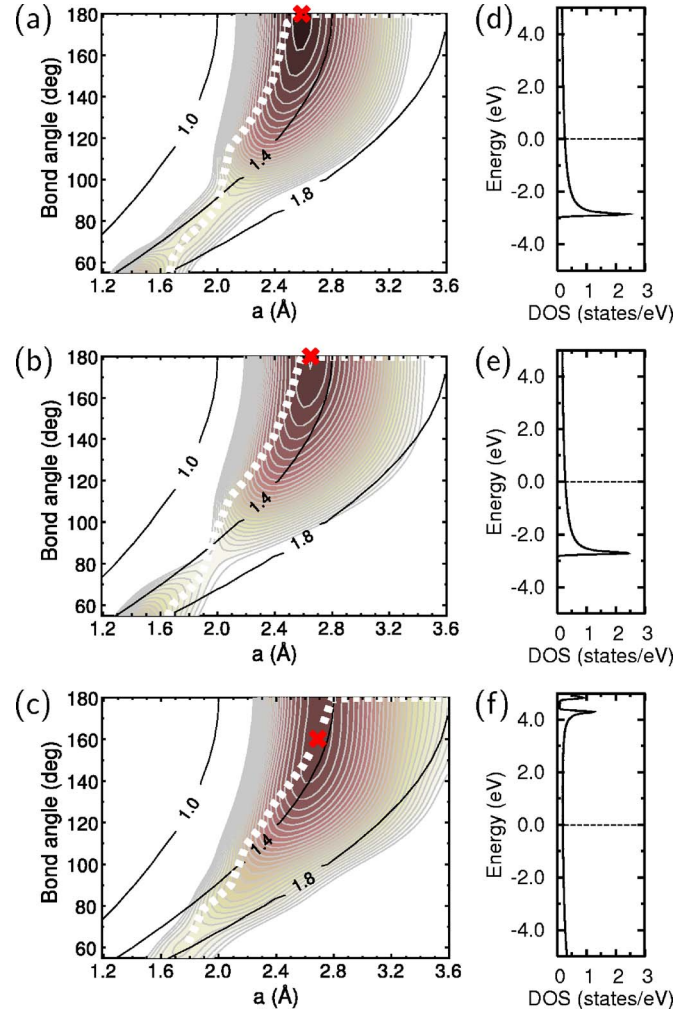 (a)
180
160
140
120
100
80
60
Bond angle (deg)
1.0
1.4
1.8
1.2 1.6 2.0 2.4 2.8 3.2 3.6
a (Å)
(d)
4.0
2.0
0.0
-2.0
-4.0
Energy (eV)
0 1 2 3
DOS (states/eV)
(b)
180
160
140
120
100
80
60
Bond angle (deg)
1.0
1.4
1.8
1.2 1.6 2.0 2.4 2.8 3.2 3.6
a (Å)
(e)
4.0
2.0
0.0
-2.0
-4.0
Energy (eV)
0 1 2 3
DOS (states/eV)
(c)
180
160
140
120
100
80
60
Bond angle (deg)
1.0
1.4
1.8
1.2 1.6 2.0 2.4 2.8 3.2 3.6
a (Å)
(f)
4.0
2.0
0.0
-2.0
-4.0
Energy (eV)
0 1 2 3
DOS (states/eV)